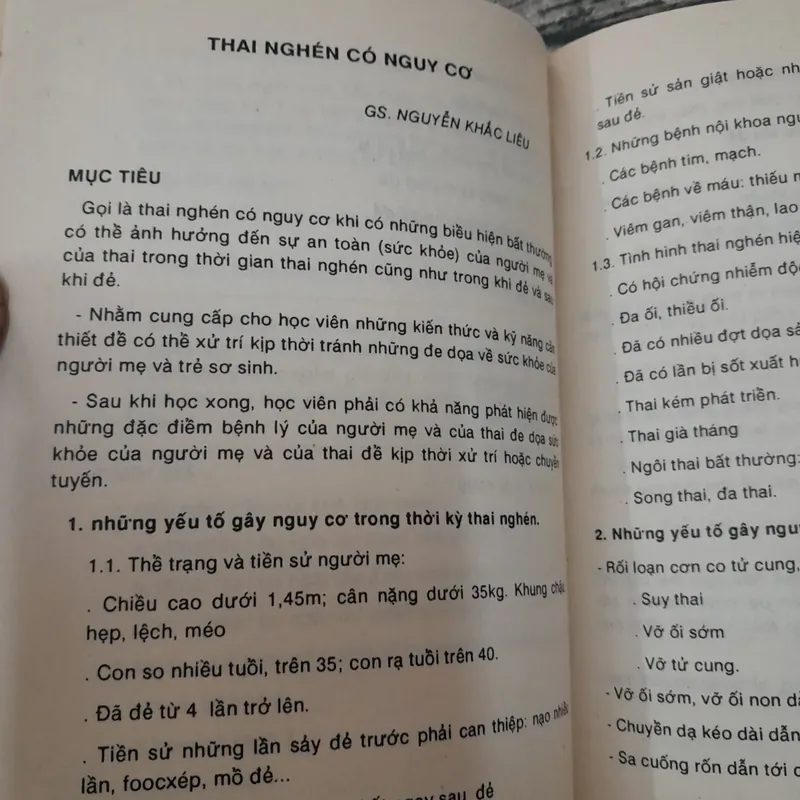 THAI NGHÉN CÓ NGUY CƠ
GS. NGUYỄN KHẮC LIÊU
MỤC TIÊU
Gọi là thai nghén có nguy cơ khi có những biểu hiện bất thường
có thể ảnh hưởng đến sự an toàn (sức khỏe) của người mẹ và
của thai trong thời gian thai nghén cũng như trong khi đẻ và sau
khi đẻ.
- Nhằm cung cấp cho học viên những kiến thức và kỹ năng cần
thiết để có thể xử trí kịp thời tránh những đe dọa về sức khỏe của
người mẹ và trẻ sơ sinh.
- Sau khi học xong, học viên phải có khả năng phát hiện được
những đặc điểm bệnh lý của người mẹ và của thai đe dọa sức
khỏe của người mẹ và của thai để kịp thời xử trí hoặc chuyển
tuyến.
1. những yếu tố gây nguy cơ trong thời kỳ thai nghén.
1.1. Thể trạng và tiền sử người mẹ:
. Chiều cao dưới 1,45m; cân nặng dưới 35kg. Khung chậu
hẹp, lệch, méo
. Con so nhiều tuổi, trên 35; con rạ tuổi trên 40.
. Đã đẻ từ 4 lần trở lên.
. Tiền sử những lần sảy đẻ trước phải can thiệp: nạo nhiều
lần, foocxép, mổ đẻ...
ngay sau đẻ
. Tiền sử sản giật hoặc
sau đẻ.
1.2. Những bệnh nội khoa
. Các bệnh tim, mạch.
. Các bệnh về máu: thiếu
. Viêm gan, viêm thận, lao
1.3. Tình hình thai nghén
. Có hội chứng nhiễm
. Đa ối, thiểu ối.
. Đã có nhiều đợt dọa
. Đã có lần bị sốt xuất
. Thai kém phát triển.
. Thai già tháng
. Ngôi thai bất thường:
. Song thai, đa thai.
2. Những yếu tố gây
- Rối loạn cơn co tử cung,
. Suy thai
. Vỡ ối sớm
. Vỡ tử cung.
- Vỡ ối sớm, vỡ ối non
- Chuyển dạ kéo dài dẫn
- Sa cuống rốn dẫn tới